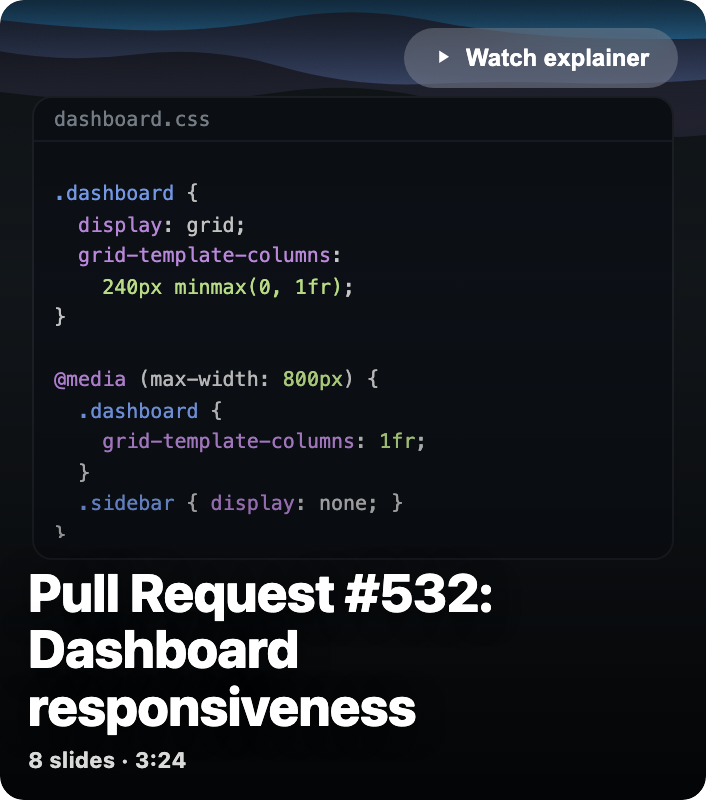 Watch explainer
dashboard.css
.dashboard {
  display: grid;
  grid-template-columns:
    240px minmax(0, 1fr);
}
@media (max-width: 800px) {
  .dashboard {
    grid-template-columns: 1fr;
  }
  .sidebar { display: none; }
}
Pull Request #532:
Dashboard
responsiveness
8 slides · 3:24